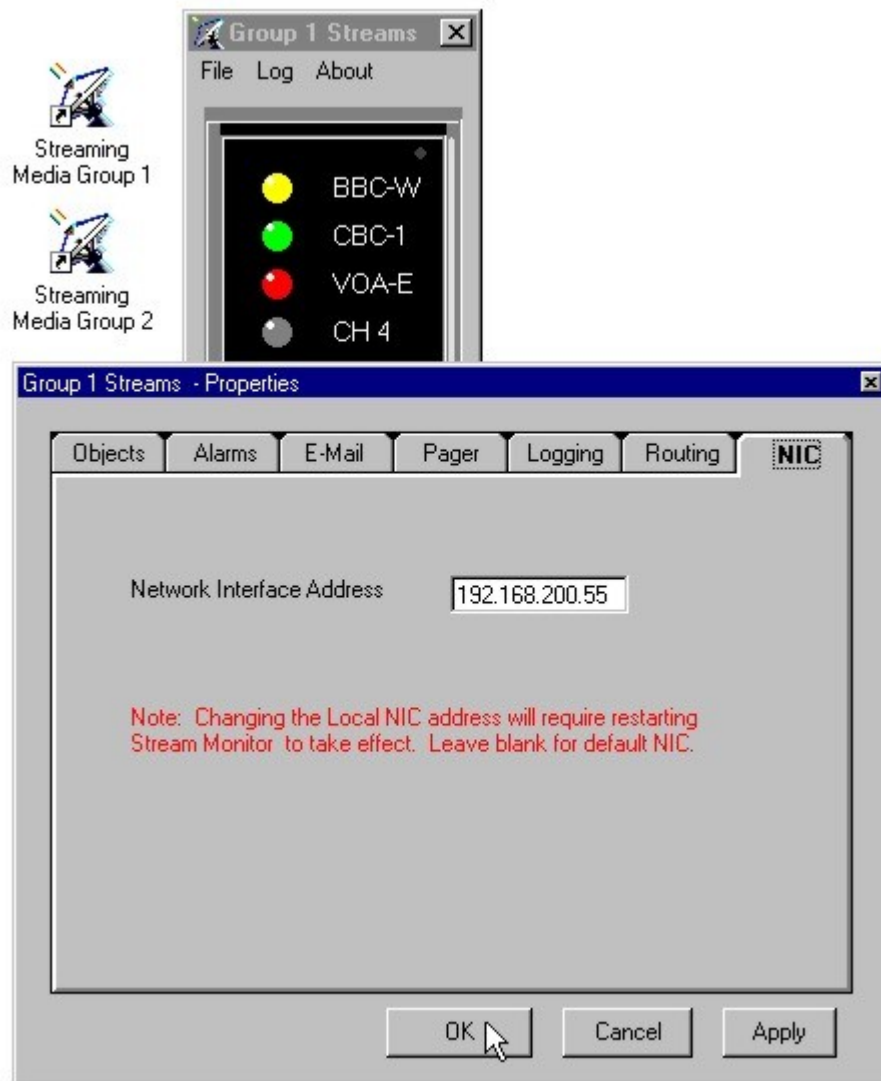 Group 1 Streams
File Log About
Streaming
Media Group 1
Streaming
Media Group 2
BBC-W
CBC-1
VOA-E
CH 4
Group 1 Streams - Properties
Objects Alarms E-Mail Pager Logging Routing NIC
Network Interface Address 192.168.200.55
Note: Changing the Local NIC address will require restarting
Stream Monitor to take effect. Leave blank for default NIC.
OK Cancel Apply